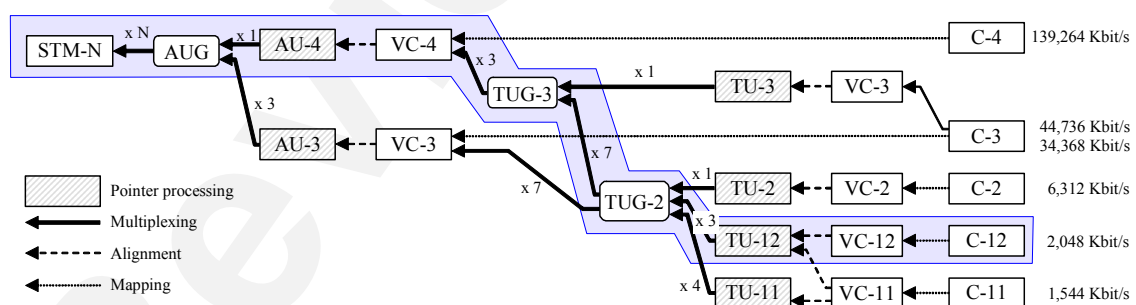 STM-N
x N
AUG
x 1
AU-4
VC-4
C-4
139,264 Kbit/s
x 3
TUG-3
x 1
TU-3
VC-3
x 3
C-3
44,736 Kbit/s
34,368 Kbit/s
AU-3
VC-3
x 7
x 7
TUG-2
x 1
TU-2
VC-2
C-2
6,312 Kbit/s
x 3
TU-12
VC-12
C-12
2,048 Kbit/s
x 4
TU-11
VC-11
C-11
1,544 Kbit/s
Pointer processing
Multiplexing
Alignment
Mapping